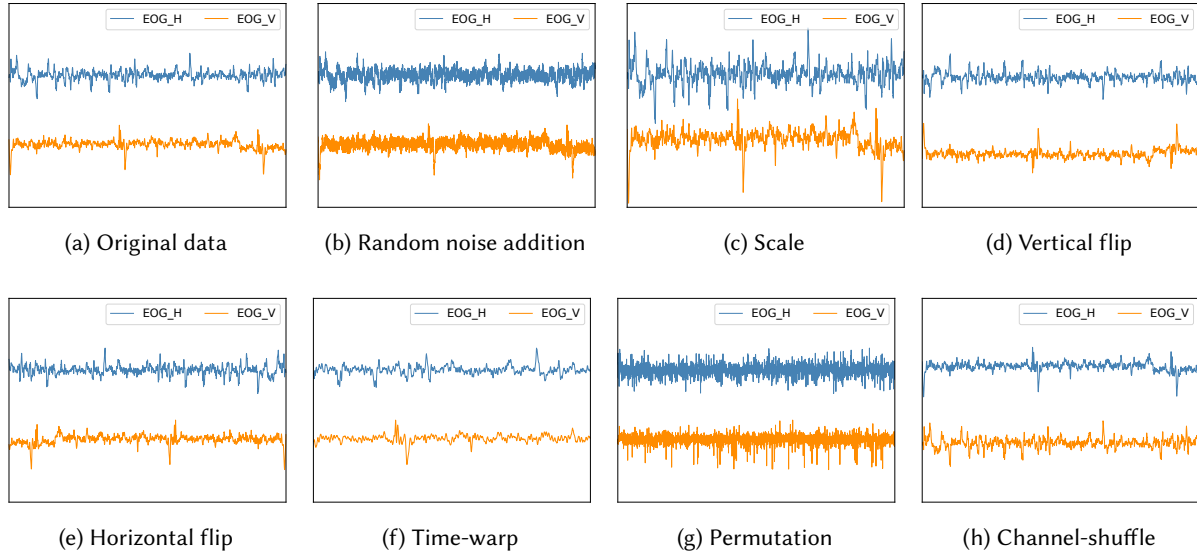 EOG_H EOG_V
EOG_H EOG_V
EOG_H EOG_V
EOG_H EOG_V
(a) Original data
(b) Random noise addition
(c) Scale
(d) Vertical flip
EOG_H EOG_V
EOG_H EOG_V
EOG_H EOG_V
EOG_H EOG_V
(e) Horizontal flip
(f) Time-warp
(g) Permutation
(h) Channel-shuffle